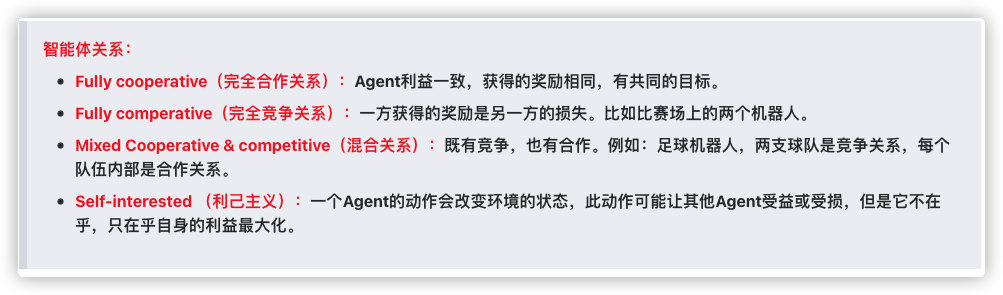 智能体关系：
Fully cooperative（完全合作关系）：Agent利益一致，获得的奖励相同，有共同的目标。
Fully comperative（完全竞争关系）：一方获得的奖励是另一方的损失。比如比赛场上的两个机器人。
Mixed Cooperative & competitive（混合关系）：既有竞争，也有合作。例如：足球机器人，两支球队是竞争关系，每个
队伍内部是合作关系。
Self-interested （利己主义）：一个Agent的动作会改变环境的状态，此动作可能让其他Agent受益或受损，但是它不在
乎，只在乎自身的利益最大化。